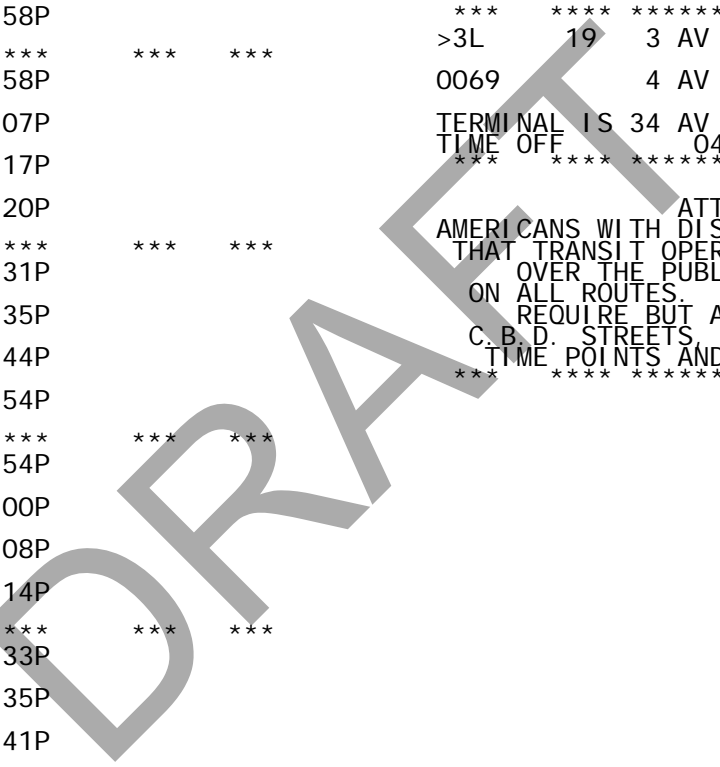 58P
*** *** ***
58P
07P
17P
20P
*** *** ***
31P
35P
44P
54P
*** *** ***
54P
00P
08P
14P
*** *** ***
33P
35P
41P
*** **** ******
>3L 19 3 AV
0069 4 AV
TERMINAL IS 34 AV
TIME OFF 04
*** **** ******
ATT
AMERICANS WITH DIS
THAT TRANSIT OPER
OVER THE PUBL
ON ALL ROUTES.
REQUIRE BUT A
C.B.D. STREETS,
TIME POINTS AND
*** **** ******
DRAFT